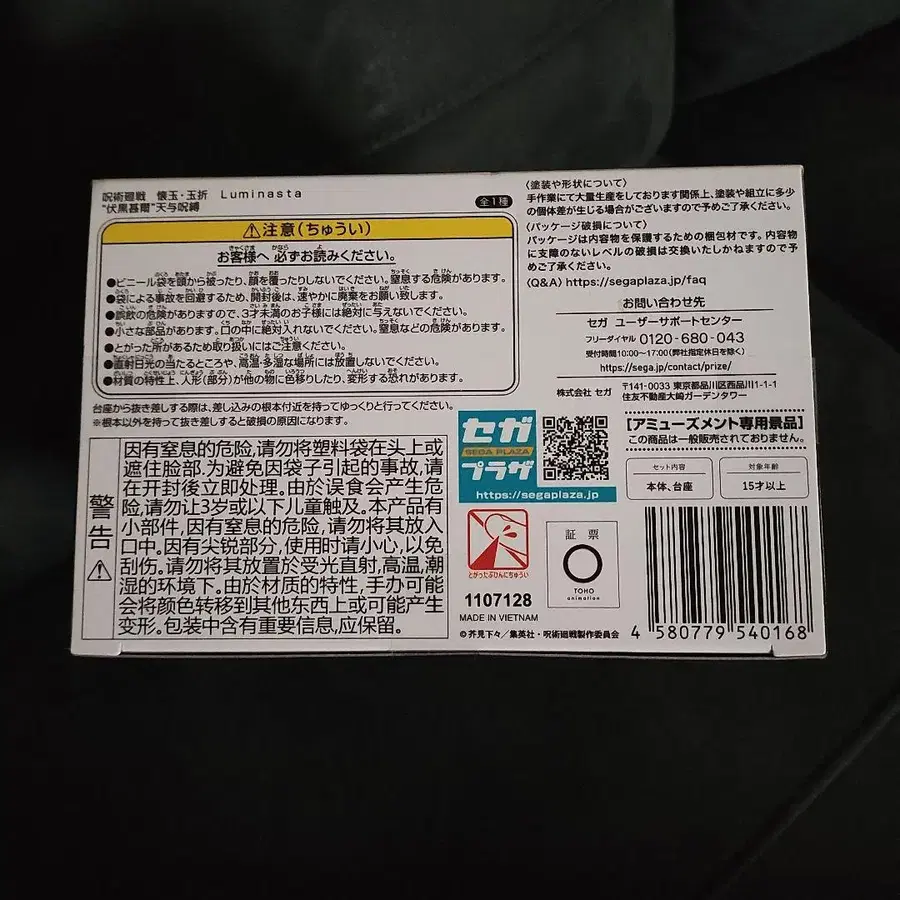 呪術廻戦 懐玉・玉折 Luminasta
"伏黒甚爾"天与呪縛
全1種
⚠注意(ちゅうい)
お客様へ 必ずお読みください。
●ビニール袋を頭から被ったり、顔を覆ったりしないでください。窒息する危険があります。
●袋による事故を回避するため、開封後は、速やかに廃棄をお願い致します。
●誤飲の危険がありますので、3才未満のお子様には絶対に与えないでください。
●小さな部品があります。口の中に絶対入れないでください。窒息などの危険があります。
●とがった所があるため取り扱いにはご注意ください。
●直射日光の当たるところや、高温・多湿な場所には放置しないでください。
●材質の特性上、人形(部分)が他の物に色移りしたり、変形する恐れがあります。
台座から抜き差しする際は、差し込みの根本付近を持ってゆっくりと行ってください。
※根本以外を持って抜き差しすると破損の原因になります。
警告
⚠
因有窒息的危险,请勿将塑料袋在头上或
遮住脸部.为避免因袋子引起的事故,请
在开封後立即处理。由於误食会产生危
险,请勿让3岁或以下儿童触及。本产品有
小部件,因有窒息的危险,请勿将其放入
口中。因有尖锐部分,使用时请小心,以免
刮伤。请勿将其放置於受光直射,高温,潮
湿的环境下。由於材质的特性,手办可能
会将颜色转移到其他东西上或可能产生
变形。包装中含有重要信息,应保留。
〈塗装や形状について〉
手作業にて大量生産をしております関係上、塗装や組立に多少
の個体差が生じる場合がございますので予めご了承ください。
〈パッケージ破損について〉
パッケージは内容物を保護するための梱包材です。内容物
に支障のないレベルの破損は交換いたしかねますので予
めご了承ください。
〈Q&A〉https://segaplaza.jp/faq
お問い合わせ先
セガ ユーザーサポートセンター
フリーダイヤル 0120-680-043
受付時間10:00～17:00(弊社指定休日を除く)
https://sega.jp/contact/prize/
株式会社 セガ
〒141-0033 東京都品川区西品川1-1-1
住友不動産大崎ガーデンタワー
セガ
SEGA PLAZA
プラザ
https://segaplaza.jp
【アミューズメント専用景品】
この商品は一般販売されておりません。
セット内容
本体、台座
対象年齢
15才以上
とがったぶひんにちゅうい
証票
TOHO
animation
1107128
MADE IN VIETNAM
©芥見下々／集英社・呪術廻戦製作委員会
4 580779 540168